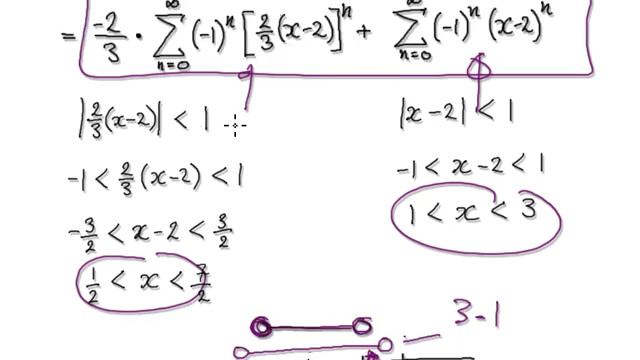 = -2/3 · ∞∑n=0 (-1)^n [2/3(x-2)]^n + ∞∑n=0 (-1)^n (x-2)^n
|2/3(x-2)| < 1
|x-2| < 1
-1 < 2/3 (x-2) < 1
-1 < x-2 < 1
-3/2 < x-2 < 3/2
1 < x < 3
1/2 < x < 7/2
3-1